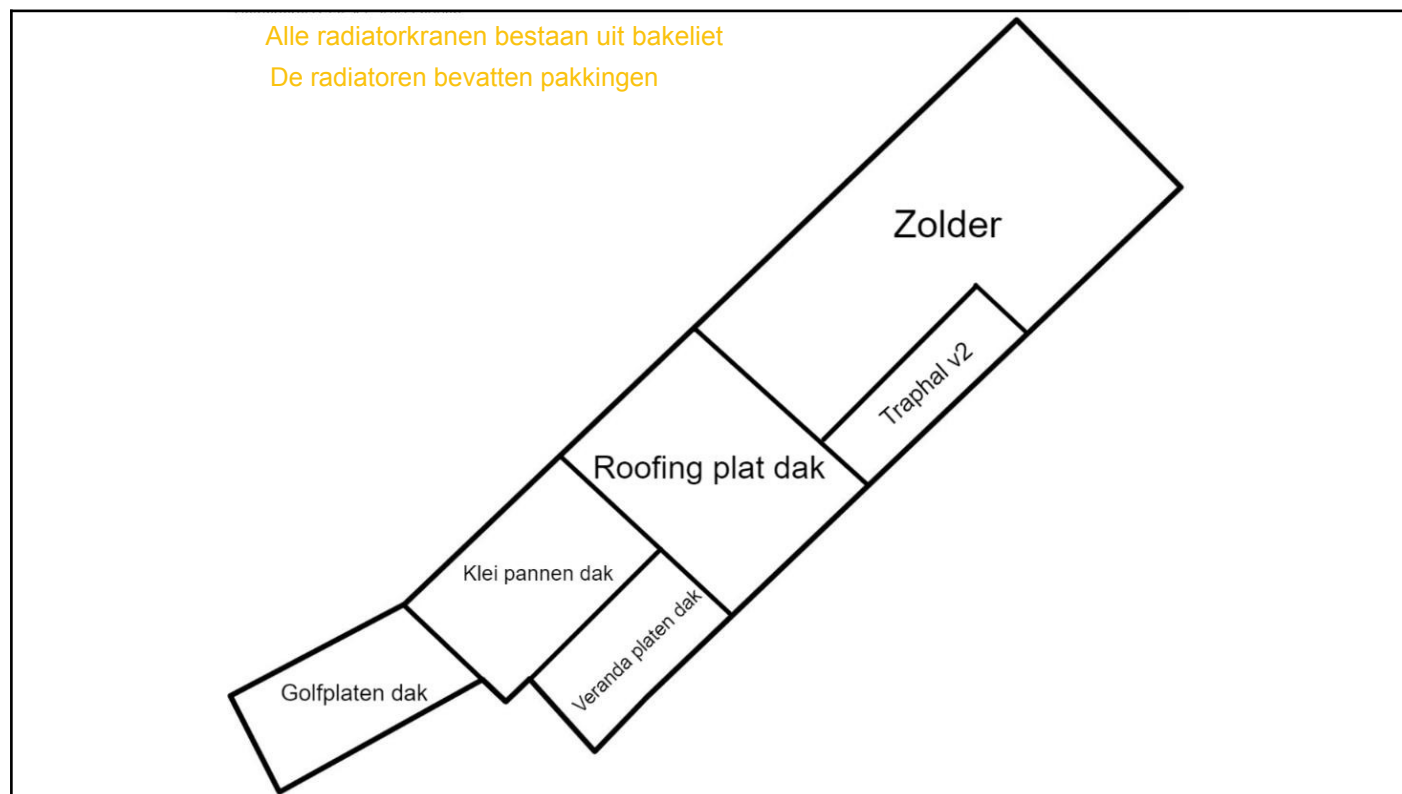 Alle radiatorkranen bestaan uit bakeliet
De radiatoren bevatten pakkingen
Zolder
Traphal v2
Roofing plat dak
Klei pannen dak
Veranda platen dak
Golfplaten dak